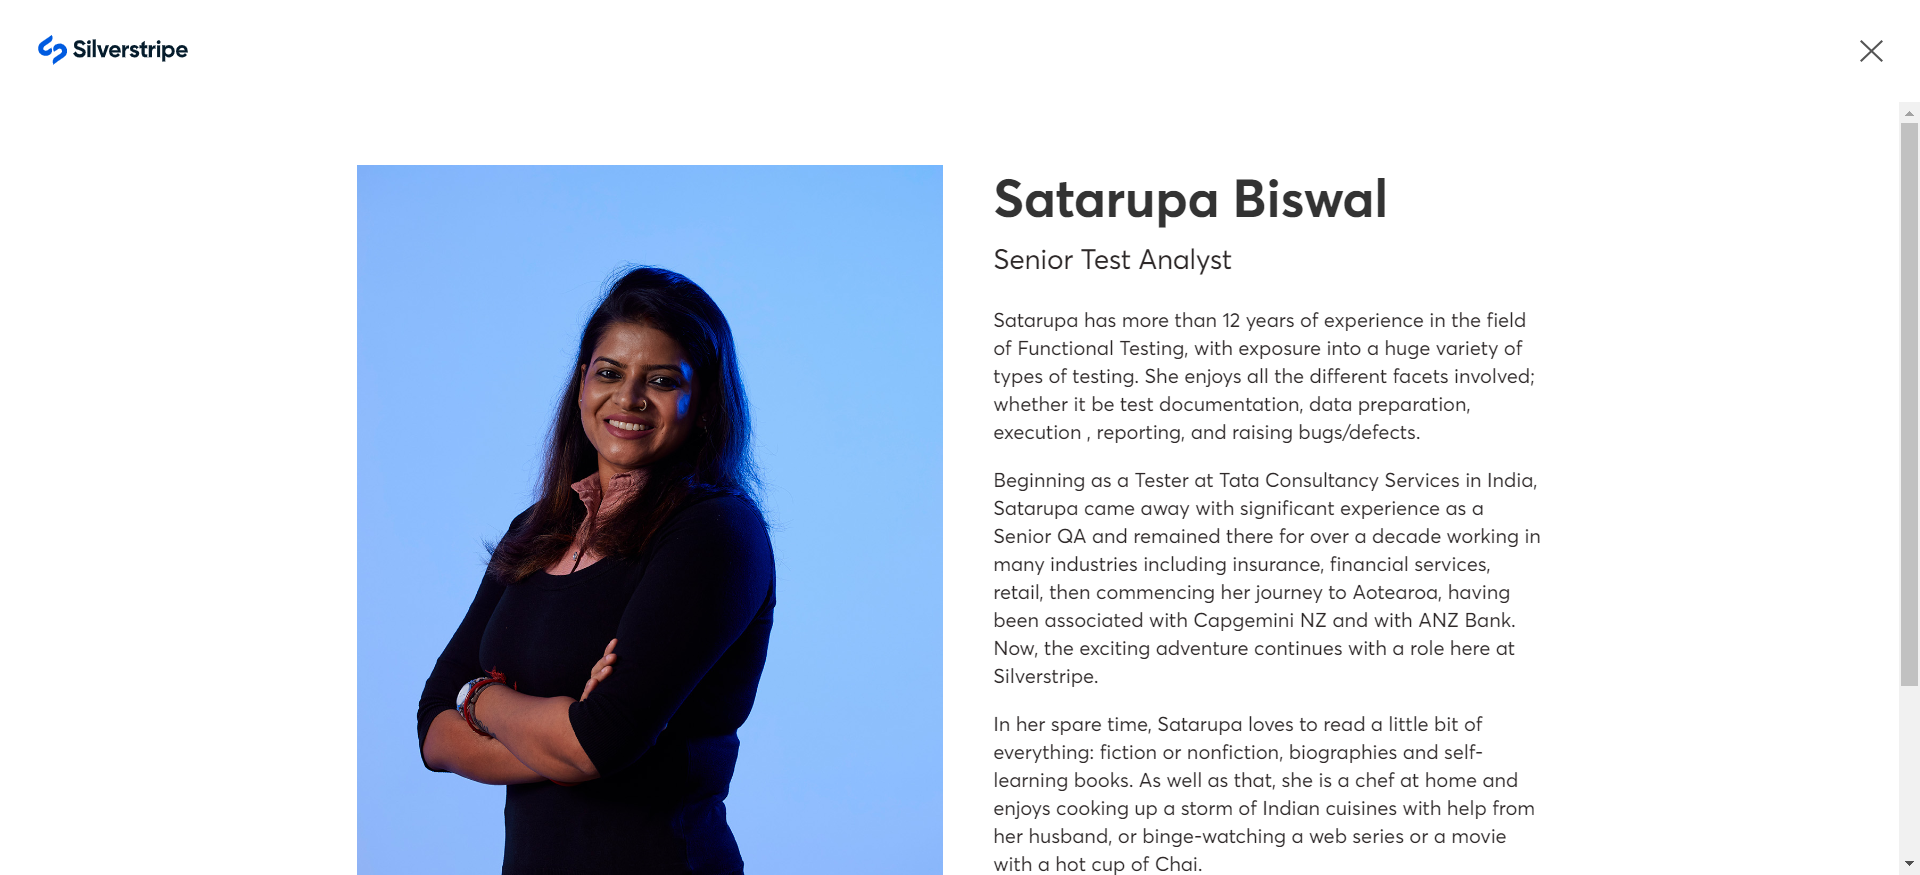 Silverstripe
Satarupa Biswal
Senior Test Analyst
Satarupa has more than 12 years of experience in the field
of Functional Testing, with exposure into a huge variety of
types of testing. She enjoys all the different facets involved;
whether it be test documentation, data preparation,
execution , reporting, and raising bugs/defects.
Beginning as a Tester at Tata Consultancy Services in India,
Satarupa came away with significant experience as a
Senior QA and remained there for over a decade working in
many industries including insurance, financial services,
retail, then commencing her journey to Aotearoa, having
been associated with Capgemini NZ and with ANZ Bank.
Now, the exciting adventure continues with a role here at
Silverstripe.
In her spare time, Satarupa loves to read a little bit of
everything: fiction or nonfiction, biographies and self-
learning books. As well as that, she is a chef at home and
enjoys cooking up a storm of Indian cuisines with help from
her husband, or binge-watching a web series or a movie
with a hot cup of Chai.